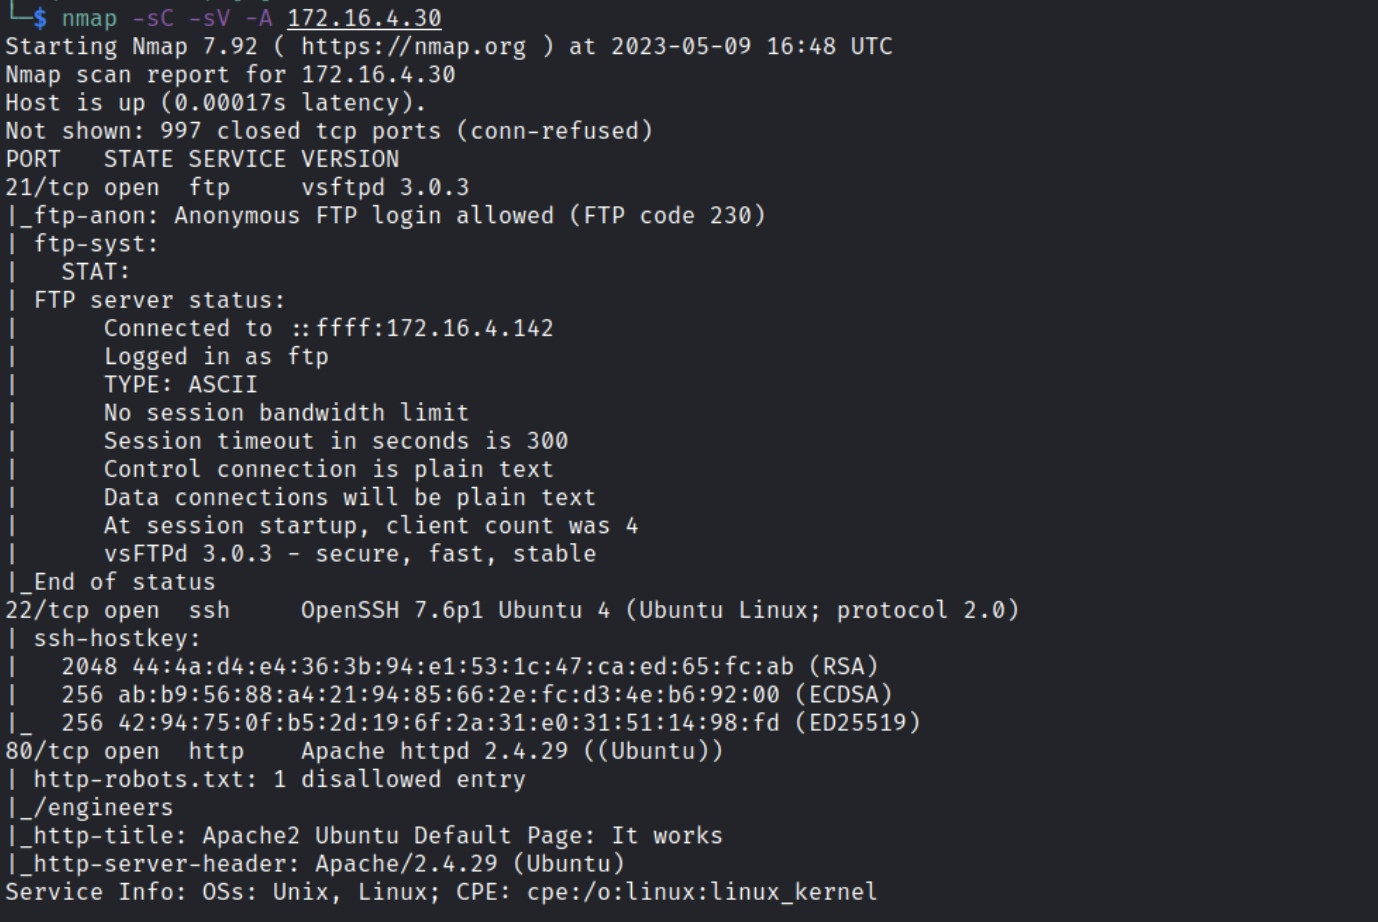 └─$ nmap -sC -sV -A 172.16.4.30
Starting Nmap 7.92 ( https://nmap.org ) at 2023-05-09 16:48 UTC
Nmap scan report for 172.16.4.30
Host is up (0.00017s latency).
Not shown: 997 closed tcp ports (conn-refused)
PORT   STATE SERVICE VERSION
21/tcp open  ftp     vsftpd 3.0.3
|_ftp-anon: Anonymous FTP login allowed (FTP code 230)
| ftp-syst:
|   STAT:
| FTP server status:
|      Connected to ::ffff:172.16.4.142
|      Logged in as ftp
|      TYPE: ASCII
|      No session bandwidth limit
|      Session timeout in seconds is 300
|      Control connection is plain text
|      Data connections will be plain text
|      At session startup, client count was 4
|      vsFTPd 3.0.3 - secure, fast, stable
|_End of status
22/tcp open  ssh     OpenSSH 7.6p1 Ubuntu 4 (Ubuntu Linux; protocol 2.0)
| ssh-hostkey:
|   2048 44:4a:d4:e4:36:3b:94:e1:53:1c:47:ca:ed:65:fc:ab (RSA)
|   256 ab:b9:56:88:a4:21:94:85:66:2e:fc:d3:4e:b6:92:00 (ECDSA)
|_  256 42:94:75:0f:b5:2d:19:6f:2a:31:e0:31:51:14:98:fd (ED25519)
80/tcp open  http    Apache httpd 2.4.29 ((Ubuntu))
| http-robots.txt: 1 disallowed entry
|_/engineers
|_http-title: Apache2 Ubuntu Default Page: It works
|_http-server-header: Apache/2.4.29 (Ubuntu)
Service Info: OSs: Unix, Linux; CPE: cpe:/o:linux:linux_kernel